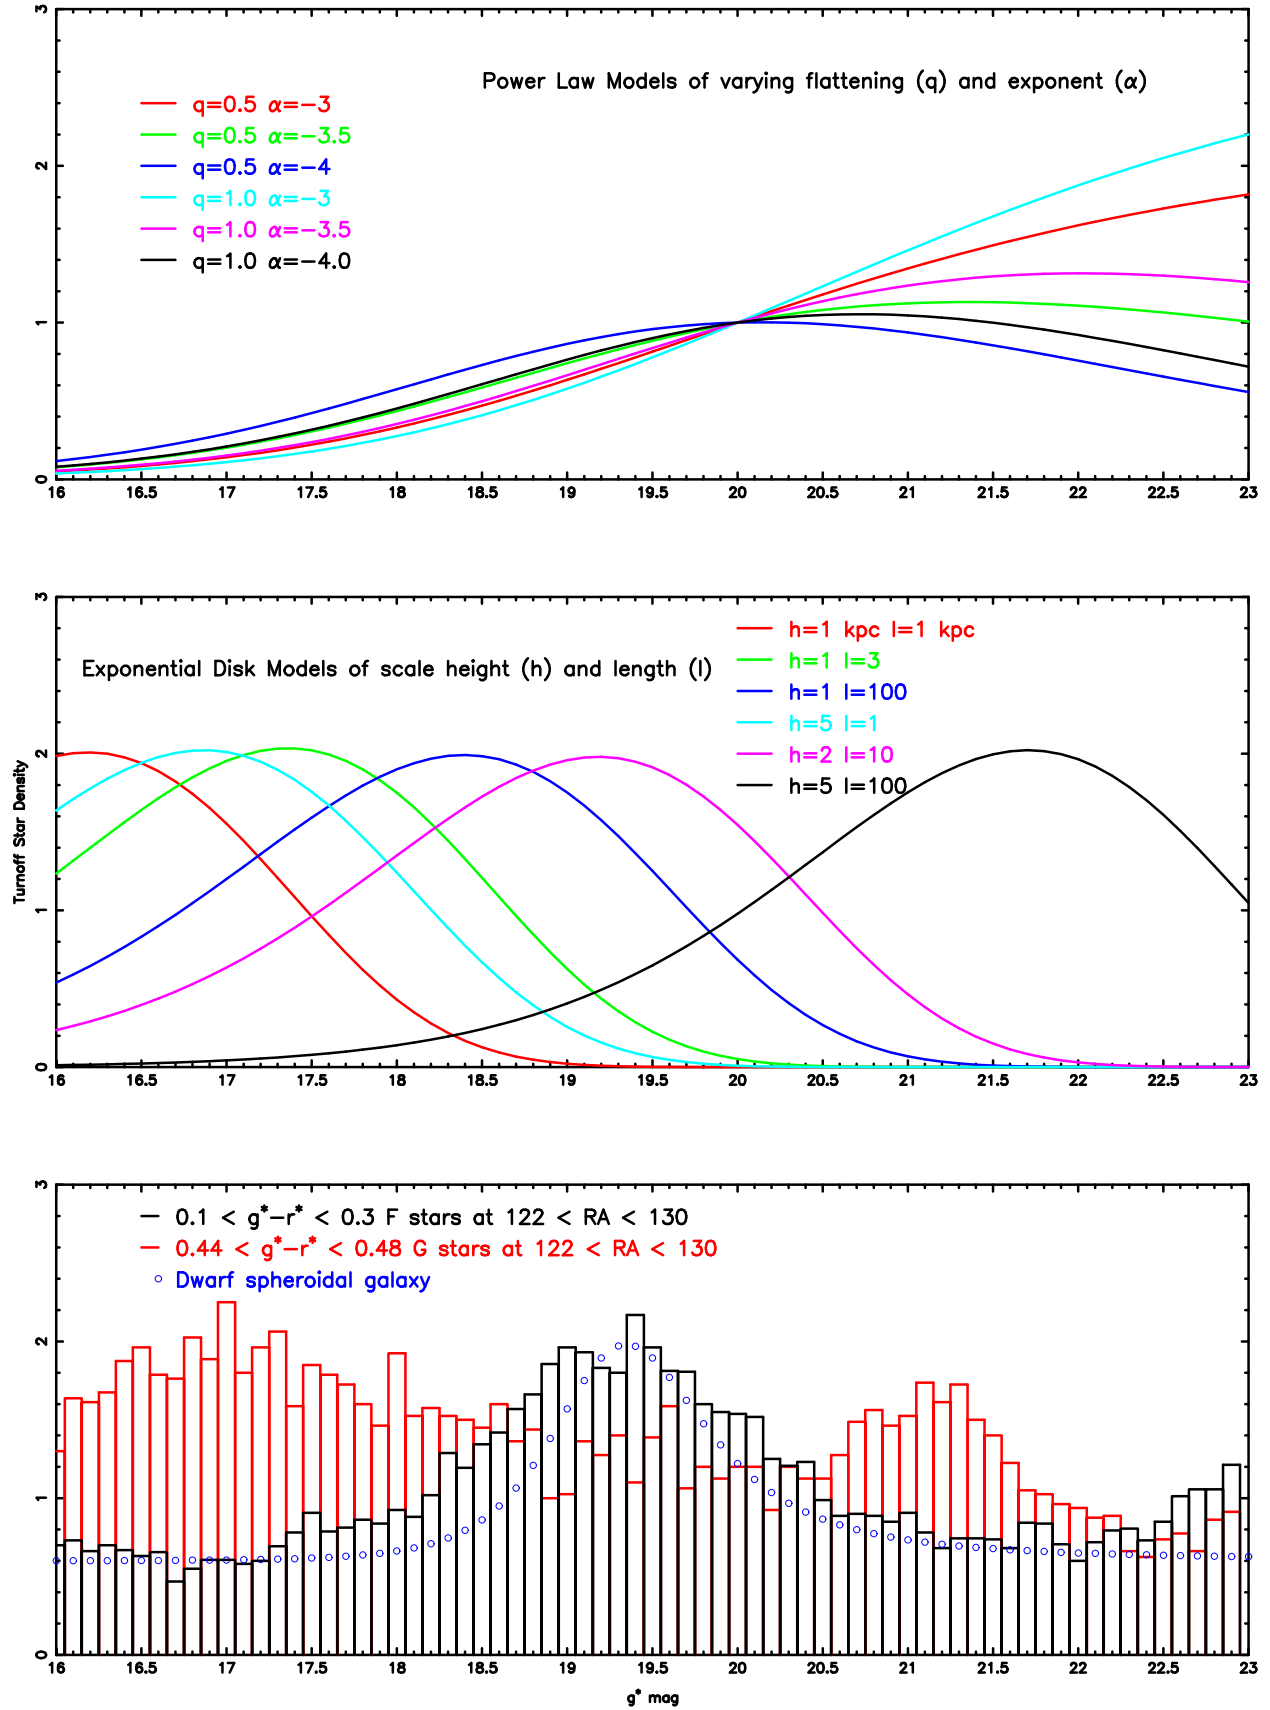 3
Power Law Models of varying flattening (q) and exponent (α)
q=0.5 α=−3
q=0.5 α=−3.5
q=0.5 α=−4
q=1.0 α=−3
q=1.0 α=−3.5
q=1.0 α=−4.0
2
1
0
16 16.5 17 17.5 18 18.5 19 19.5 20 20.5 21 21.5 22 22.5 23
3
h=1 kpc l=1 kpc
Exponential Disk Models of scale height (h) and length (l)
h=1 l=3
h=1 l=100
h=5 l=1
h=2 l=10
h=5 l=100
2
Turnoff Star Density
1
0
16 16.5 17 17.5 18 18.5 19 19.5 20 20.5 21 21.5 22 22.5 23
3
0.1 < g*−r* < 0.3 F stars at 122 < RA < 130
0.44 < g*−r* < 0.48 G stars at 122 < RA < 130
Dwarf spheroidal galaxy
2
1
0
16 16.5 17 17.5 18 18.5 19 19.5 20 20.5 21 21.5 22 22.5 23
g* mag